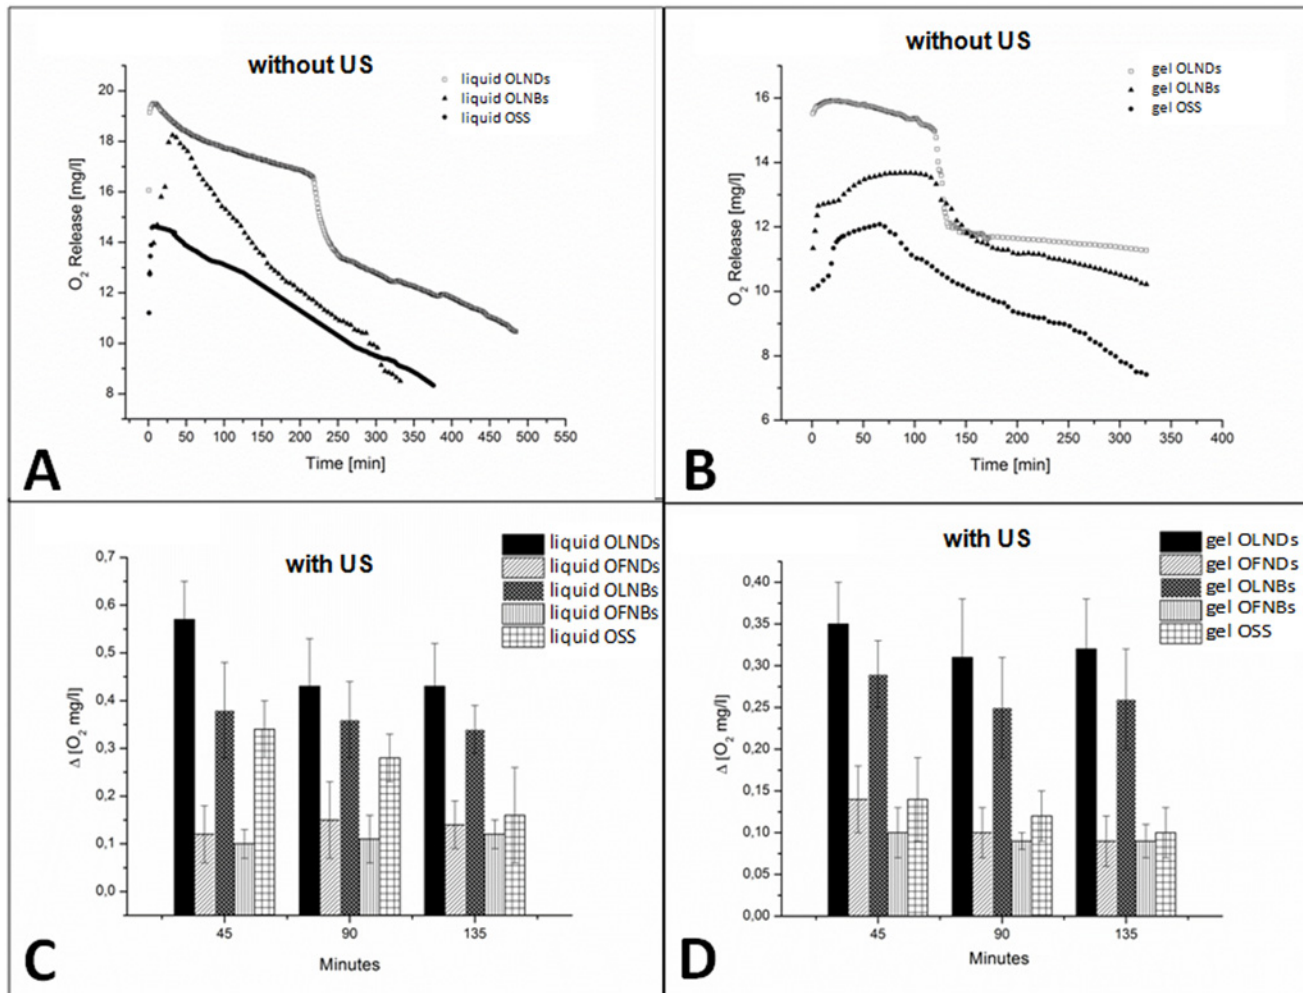 without US
liquid OLNDs
liquid OLNBs
liquid OSS
20
18
16
14
12
10
8
O2 Release [mg/l]
0 50 100 150 200 250 300 350 400 450 500 550
Time [min]
A
without US
gel OLNDs
gel OLNBs
gel OSS
16
14
12
10
8
6
O2 Release [mg/l]
0 50 100 150 200 250 300 350 400
Time [min]
B
with US
liquid OLNDs
liquid OFNDs
liquid OLNBs
liquid OFNBs
liquid OSS
0,7
0,6
0,5
0,4
0,3
0,2
0,1
0,0
Δ [O2 mg/l]
45 90 135
Minutes
C
with US
gel OLNDs
gel OFNDs
gel OLNBs
gel OFNBs
gel OSS
0,40
0,35
0,30
0,25
0,20
0,15
0,10
0,05
0,00
Δ [O2 mg/l]
45 90 135
Minutes
D